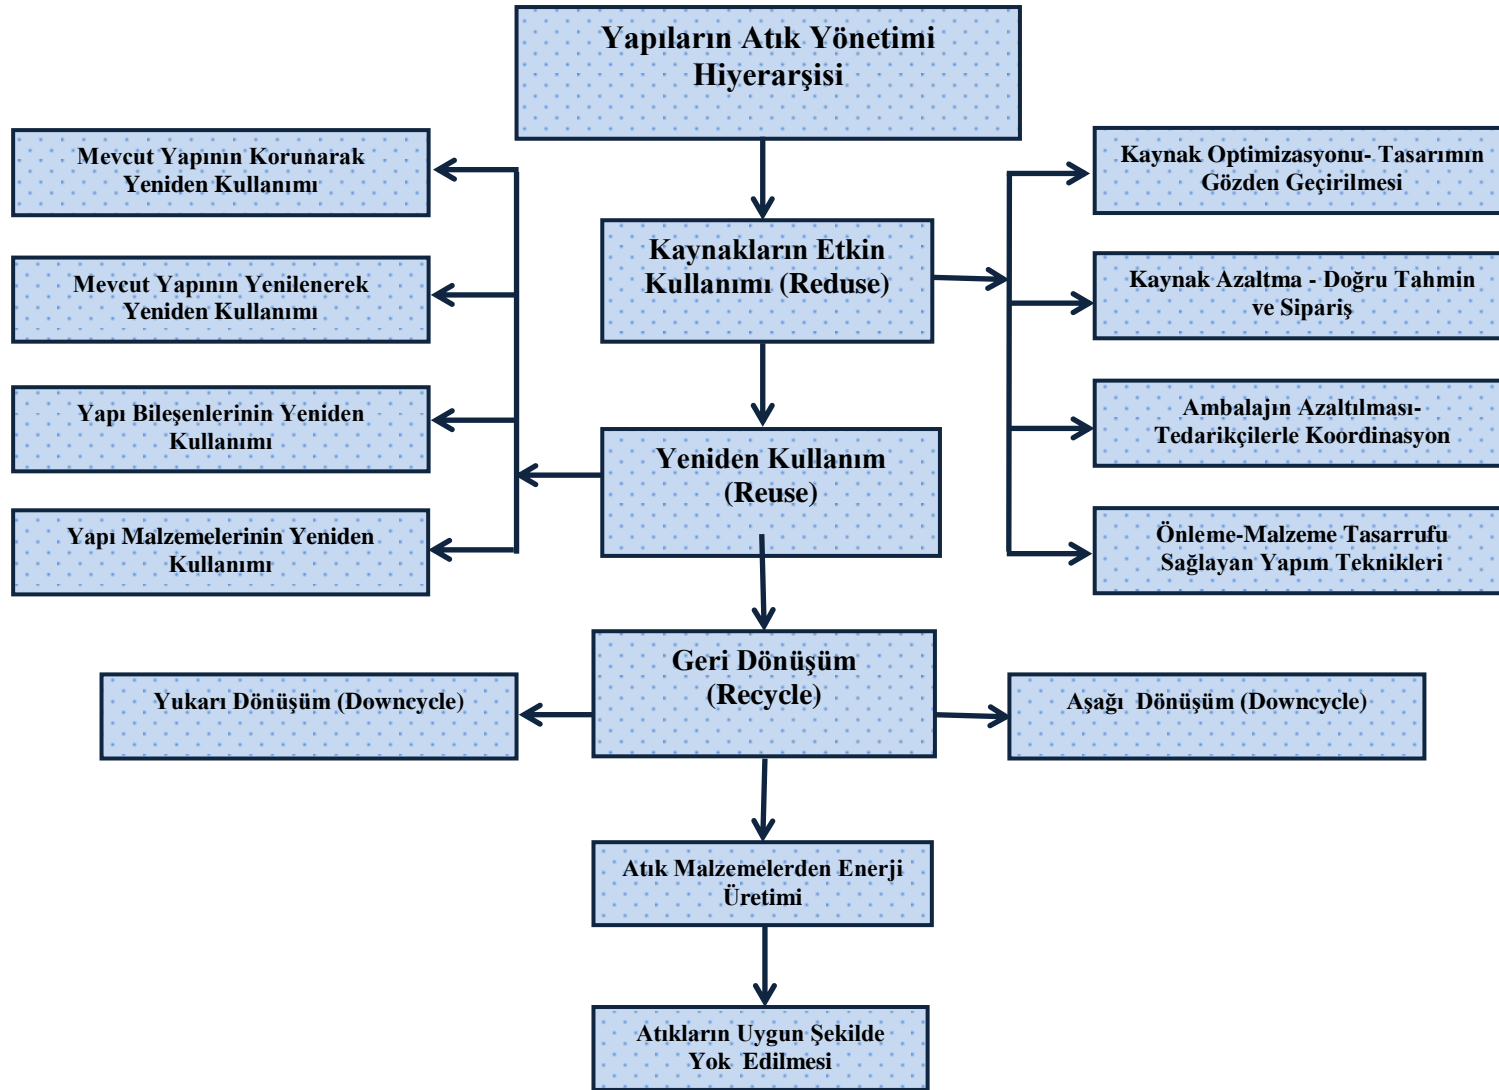 Yapıların Atık Yönetimi
Hiyerarşisi
Mevcut Yapının Korunarak
Yeniden Kullanımı
Mevcut Yapının Yenilenerek
Yeniden Kullanımı
Yapı Bileşenlerinin Yeniden
Kullanımı
Yapı Malzemelerinin Yeniden
Kullanımı
Kaynakların Etkin
Kullanımı (Reduse)
Kaynak Optimizasyonu- Tasarımın
Gözden Geçirilmesi
Kaynak Azaltma - Doğru Tahmin
ve Sipariş
Ambalajın Azaltılması-
Tedarikçilerle Koordinasyon
Önleme-Malzeme Tasarrufu
Sağlayan Yapım Teknikleri
Yeniden Kullanım
(Reuse)
Geri Dönüşüm
(Recycle)
Yukarı Dönüşüm (Downcycle)
Aşağı  Dönüşüm (Downcycle)
Atık Malzemelerden Enerji
Üretimi
Atıkların Uygun Şekilde
Yok  Edilmesi